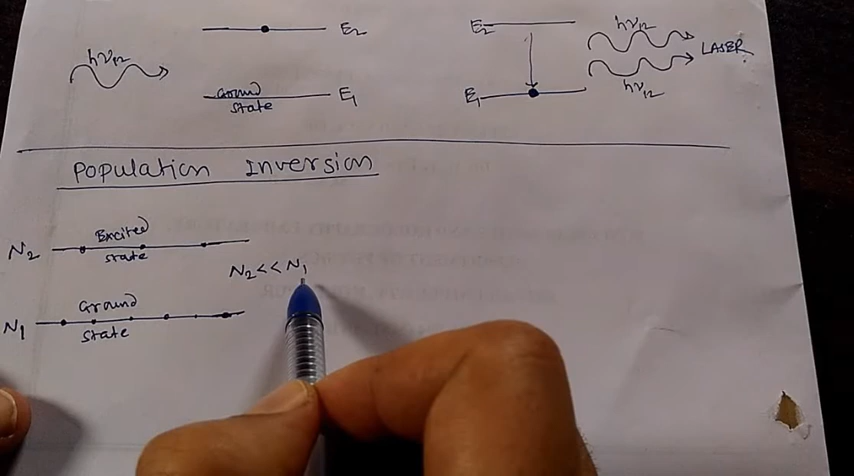 hν12
E2
Ground
state
E1
E2
E1
hν12
hν12
LASER
Population Inversion
N2
Excited
state
N2 << N1
N1
Ground
state